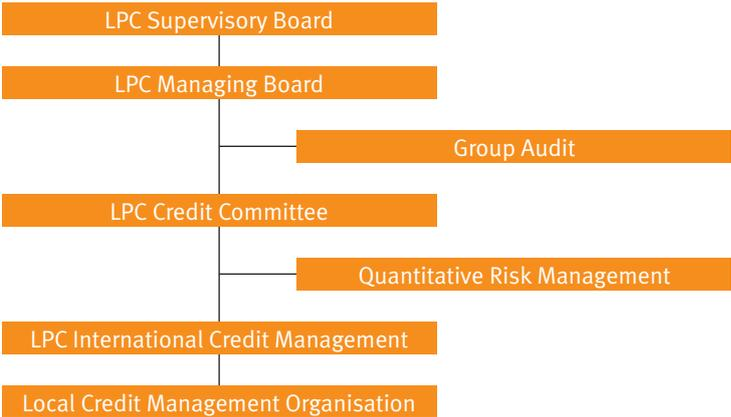 LPC Supervisory Board
LPC Managing Board
Group Audit
LPC Credit Committee
Quantitative Risk Management
LPC International Credit Management
Local Credit Management Organisation